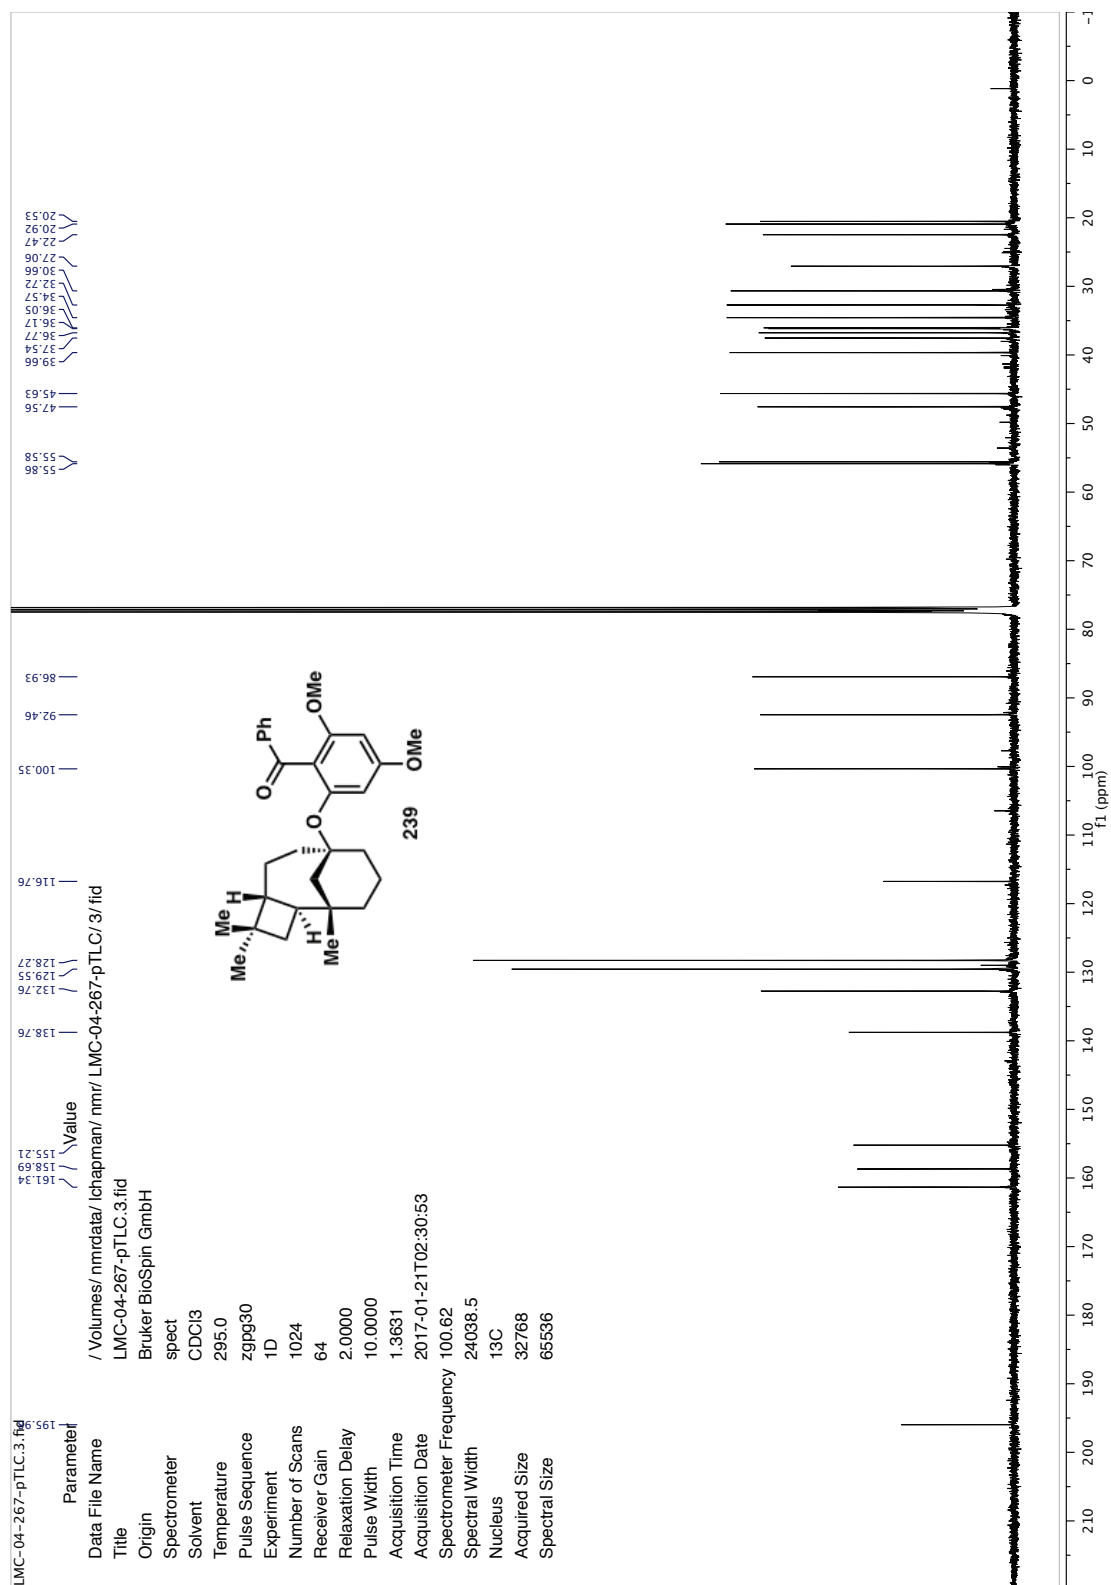 LMC-04-267-pTLC.3.fid
Parameter Value
Data File Name / Volumes/ nmrdata/ lchapman/ nmr/ LMC-04-267-pTLC/ 3/ fid
Title LMC-04-267-pTLC.3.fid
Origin Bruker BioSpin GmbH
Spectrometer spect
Solvent CDCl3
Temperature 295.0
Pulse Sequence zgpg30
Experiment 1D
Number of Scans 1024
Receiver Gain 64
Relaxation Delay 2.0000
Pulse Width 10.0000
Acquisition Time 1.3631
Acquisition Date 2017-01-21T02:30:53
Spectrometer Frequency 100.62
Spectral Width 24038.5
Nucleus 13C
Acquired Size 32768
Spectral Size 65536
161.34
158.69
155.21
138.76
132.76
129.55
128.27
116.76
100.35
92.46
86.93
55.86
55.58
47.56
45.63
39.66
37.54
36.77
36.17
36.05
34.57
32.72
30.66
27.06
22.47
20.92
20.53
Me
Me
H
H
Me
O
O
Ph
OMe
OMe
239
210 200 190 180 170 160 150 140 130 120 110 100 90 80 70 60 50 40 30 20 10 0
f1 (ppm)